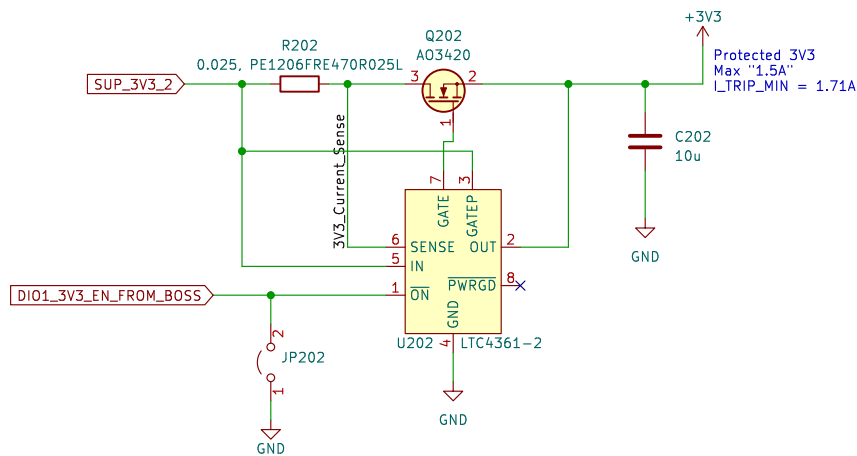 +3V3
Q202
AO3420
R202
0.025, PE1206FRE470R025L
Protected 3V3
Max "1.5A"
I_TRIP_MIN = 1.71A
SUP_3V3_2
3
2
1
3V3_Current_Sense
C202
10u
7
3
GATE
GATEP
6
SENSE
OUT
2
5
IN
GND
PWRGD
8
DIO1_3V3_EN_FROM_BOSS
1
ON
GND
U202
4
LTC4361-2
2
JP202
1
GND
GND